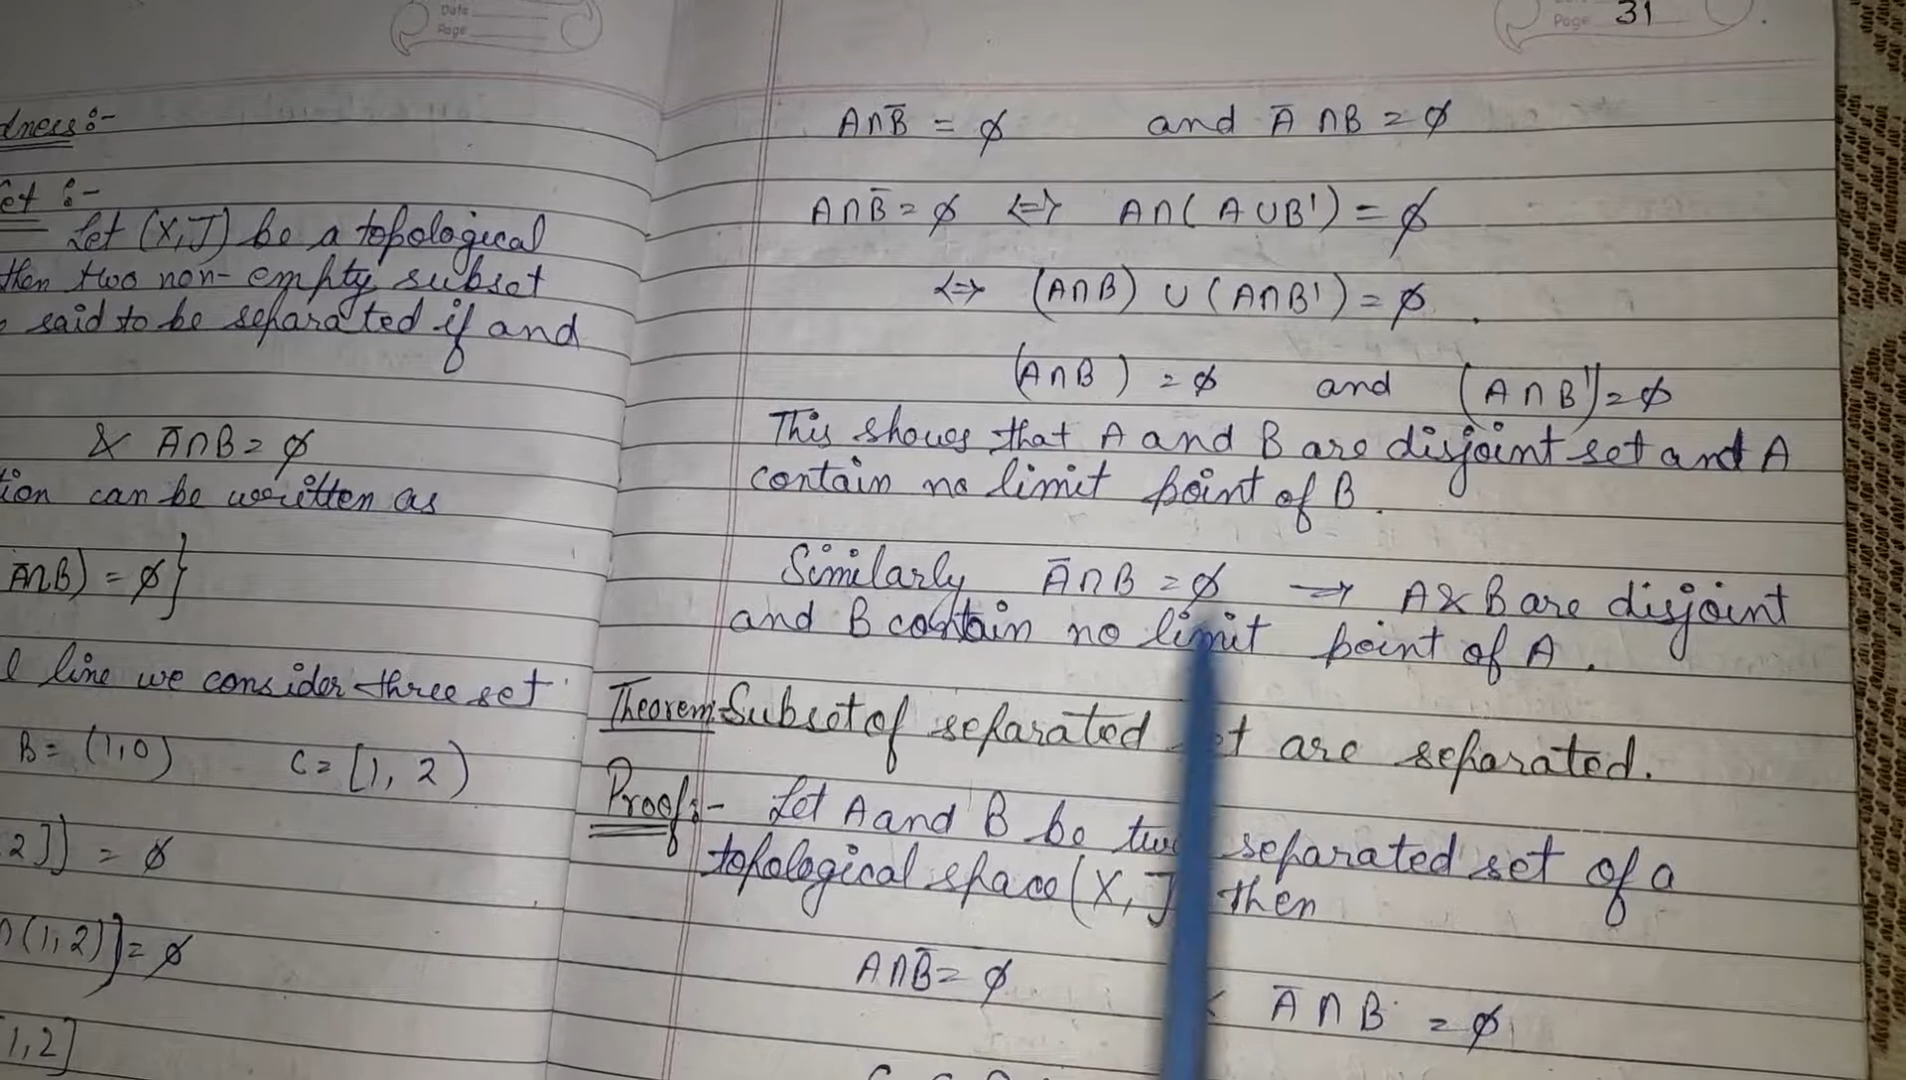 Date
Page
dness :-
et :-
Let (X,J) be a topological
then two non-empty subset
said to be separated if and
& A̅∩B = ϕ
tion can be written as
A̅∩B) = ϕ}
l line we consider three set
B = (1,0) C = [1, 2)
2]] = ϕ
∩(1,2)] = ϕ
1,2]
Page 31
A∩B̅ = ϕ and A̅ ∩B = ϕ
A∩B̅ = ϕ <=> A∩(A∪B') = ϕ
<=> (A∩B) ∪ (A∩B') = ϕ.
(A∩B) = ϕ and (A∩B') = ϕ
This shows that A and B are disjoint set and A
contain no limit point of B.
Similarly A̅∩B = ϕ → A & B are disjoint
and B contain no limit point of A.
Theorem:- Subset of separated are separated.
Proof:- Let A and B be two separated set of a
topological space (X, J then
A∩B̅ = ϕ A̅ ∩ B = ϕ